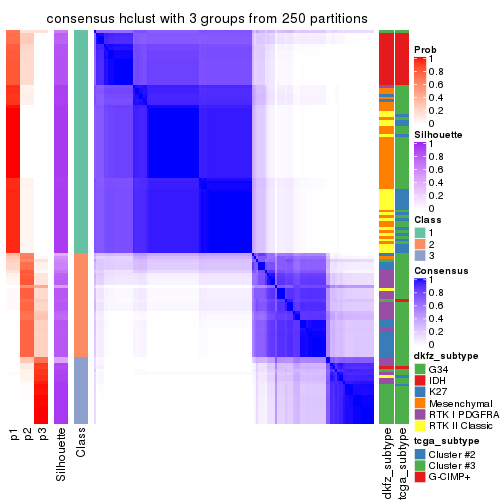 consensus hclust with 3 groups from 250 partitions
Prob
1
0.8
0.6
0.4
0.2
0
Silhouette
1
0.8
0.6
0.4
0.2
0
Class
1
2
3
Consensus
1
0.8
0.6
0.4
0.2
0
dkfz_subtype
G34
IDH
K27
Mesenchymal
RTK I PDGFRA
RTK II Classic
tcga_subtype
Cluster #2
Cluster #3
G-CIMP+
p1
p2
p3
Silhouette
Class
dkfz_subtype
tcga_subtype